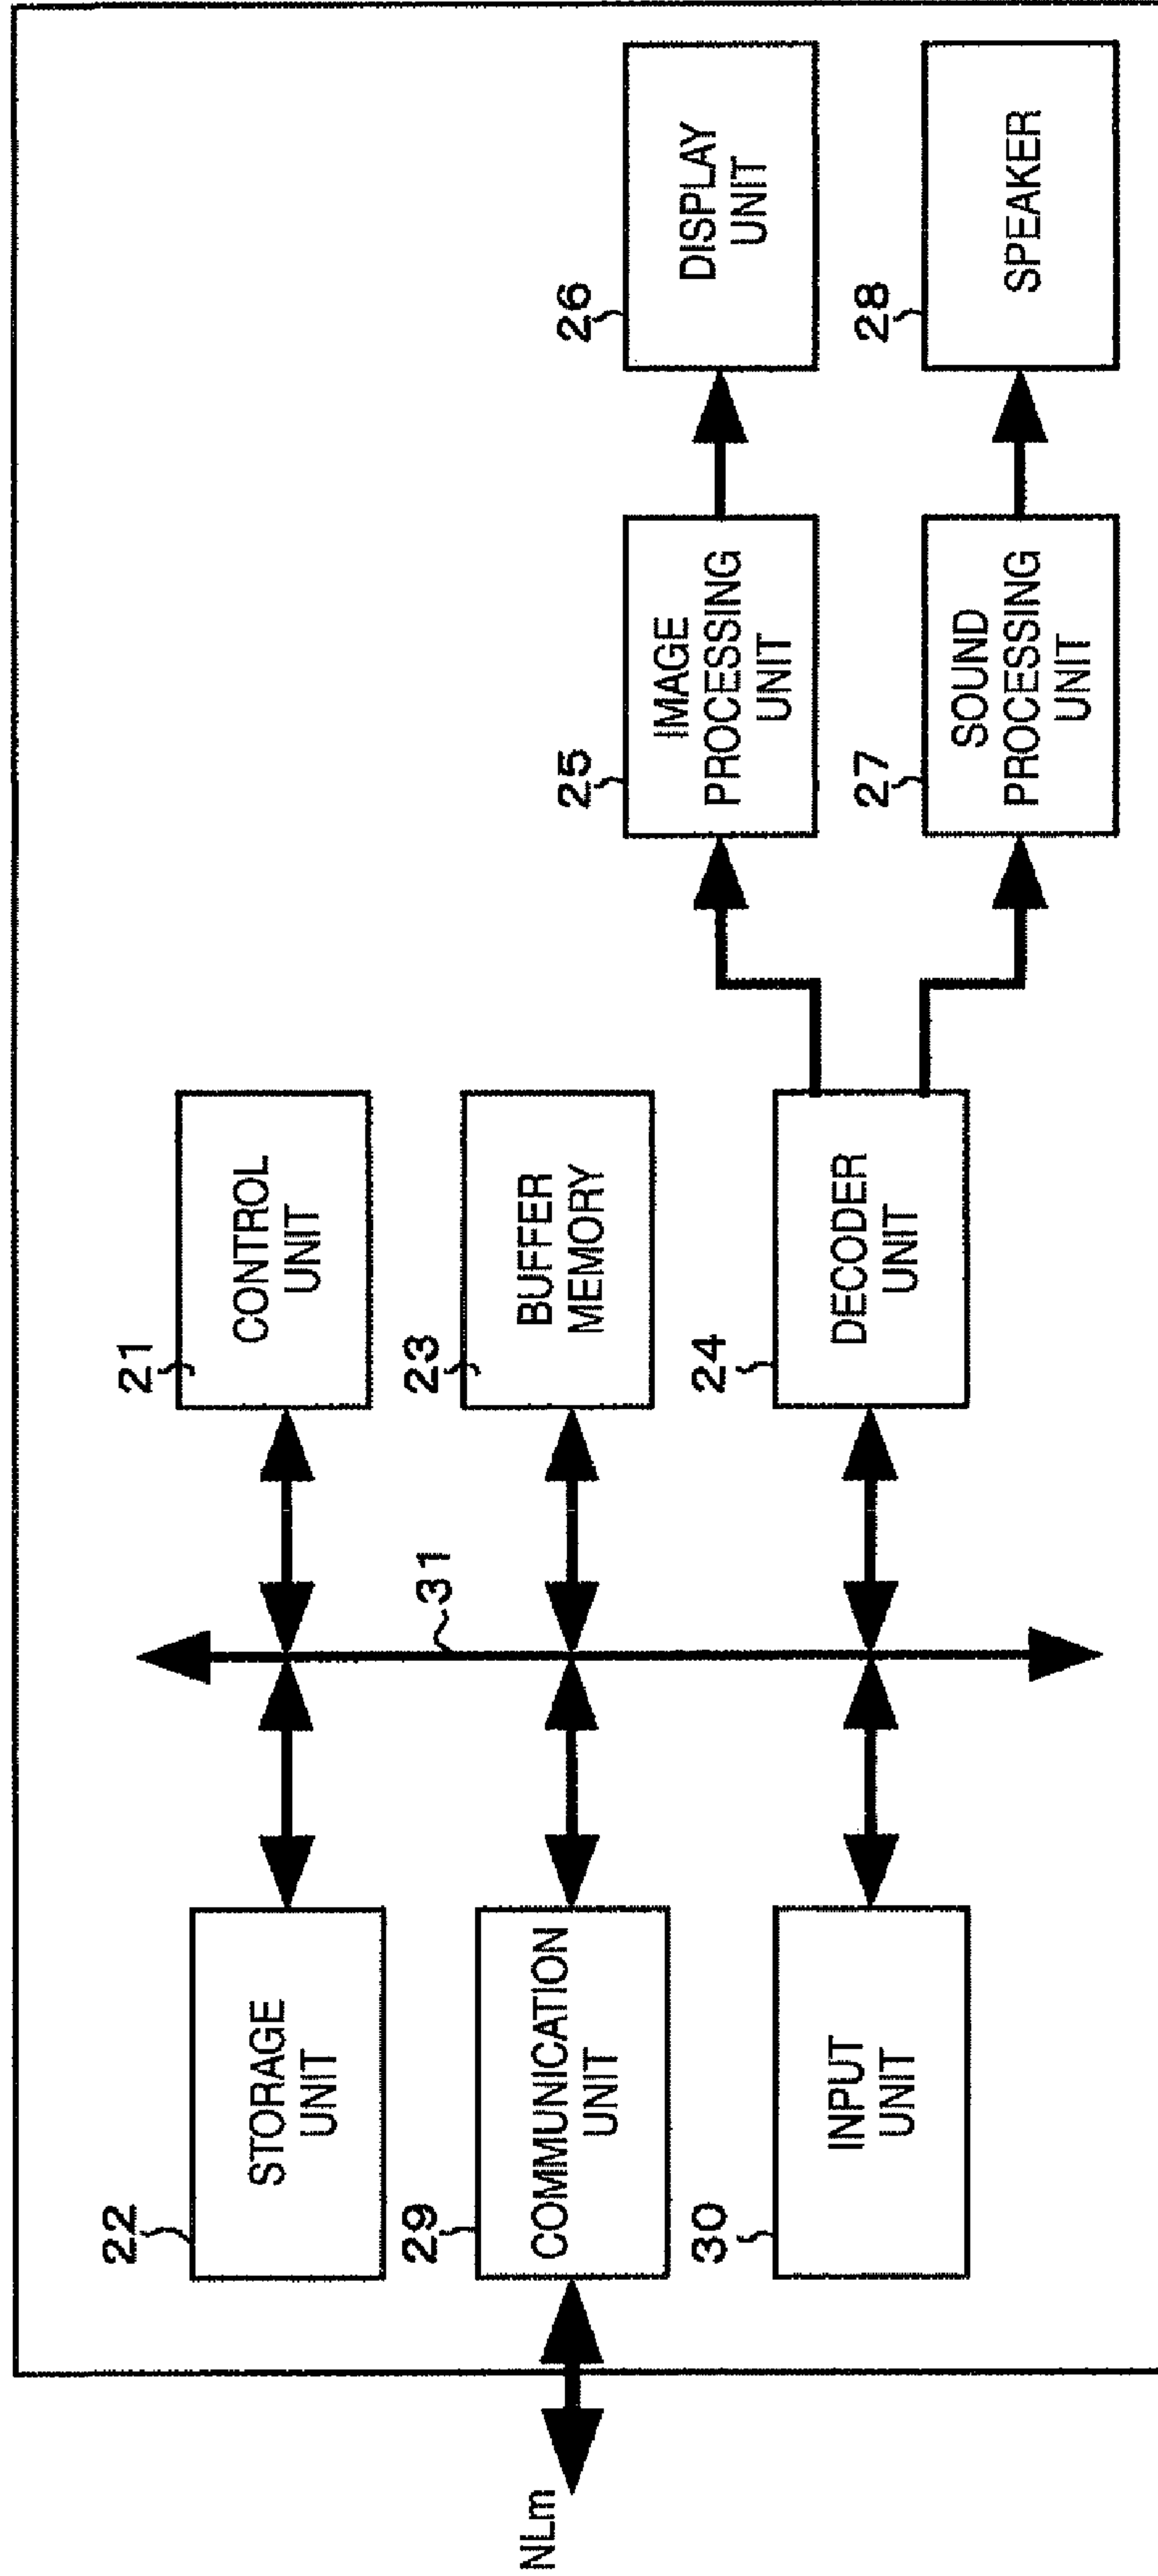 22
STORAGE
UNIT
21
CONTROL
UNIT
31
NLm
29
COMMUNICATION
UNIT
23
BUFFER
MEMORY
30
INPUT
UNIT
24
DECODER
UNIT
25
IMAGE
PROCESSING
UNIT
26
DISPLAY
UNIT
27
SOUND
PROCESSING
UNIT
28
SPEAKER